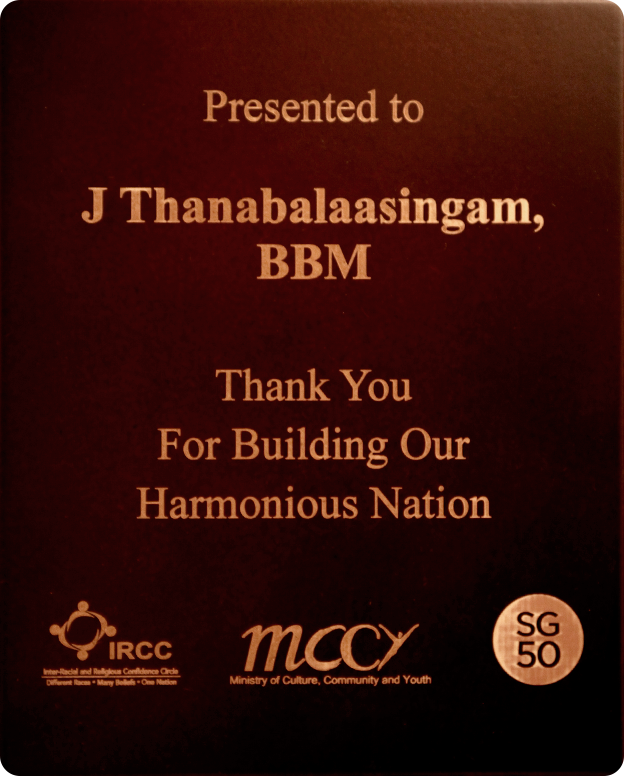 Presented to
J Thanabalaasingam,
BBM
Thank You
For Building Our
Harmonious Nation
IRCC
Inter-Racial and Religious Confidence Circle
Different Races • Many Beliefs • One Nation
mccy
Ministry of Culture, Community and Youth
SG
50